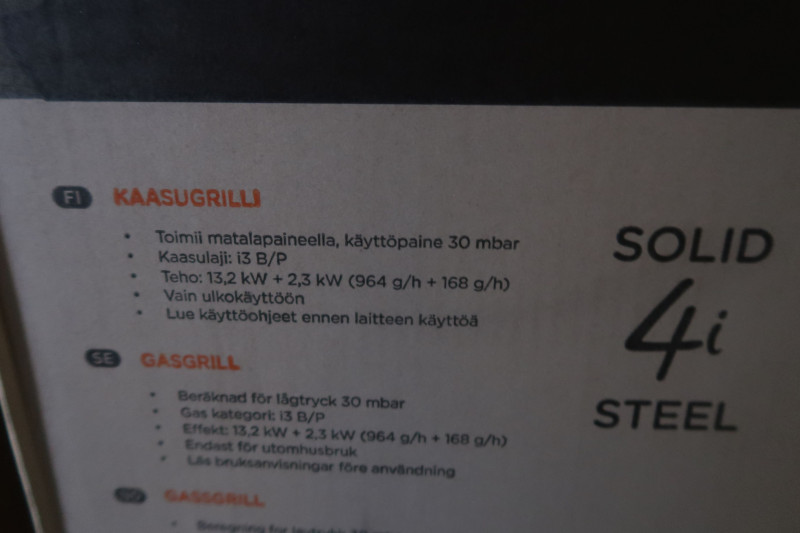 FI KAASUGRILLI
• Toimii matalapaineella, käyttöpaine 30 mbar
• Kaasulaji: i3 B/P
• Teho: 13,2 kW + 2,3 kW (964 g/h + 168 g/h)
• Vain ulkokäyttöön
• Lue käyttöohjeet ennen laitteen käyttöä
SE GASGRILL
• Beräknad för lågtryck 30 mbar
• Gas kategori: i3 B/P
• Effekt: 13,2 kW + 2,3 kW (964 g/h + 168 g/h)
• Endast för utomhusbruk
• Läs bruksanvisningar före användning
NO GASSGRILL
SOLID
4i
STEEL